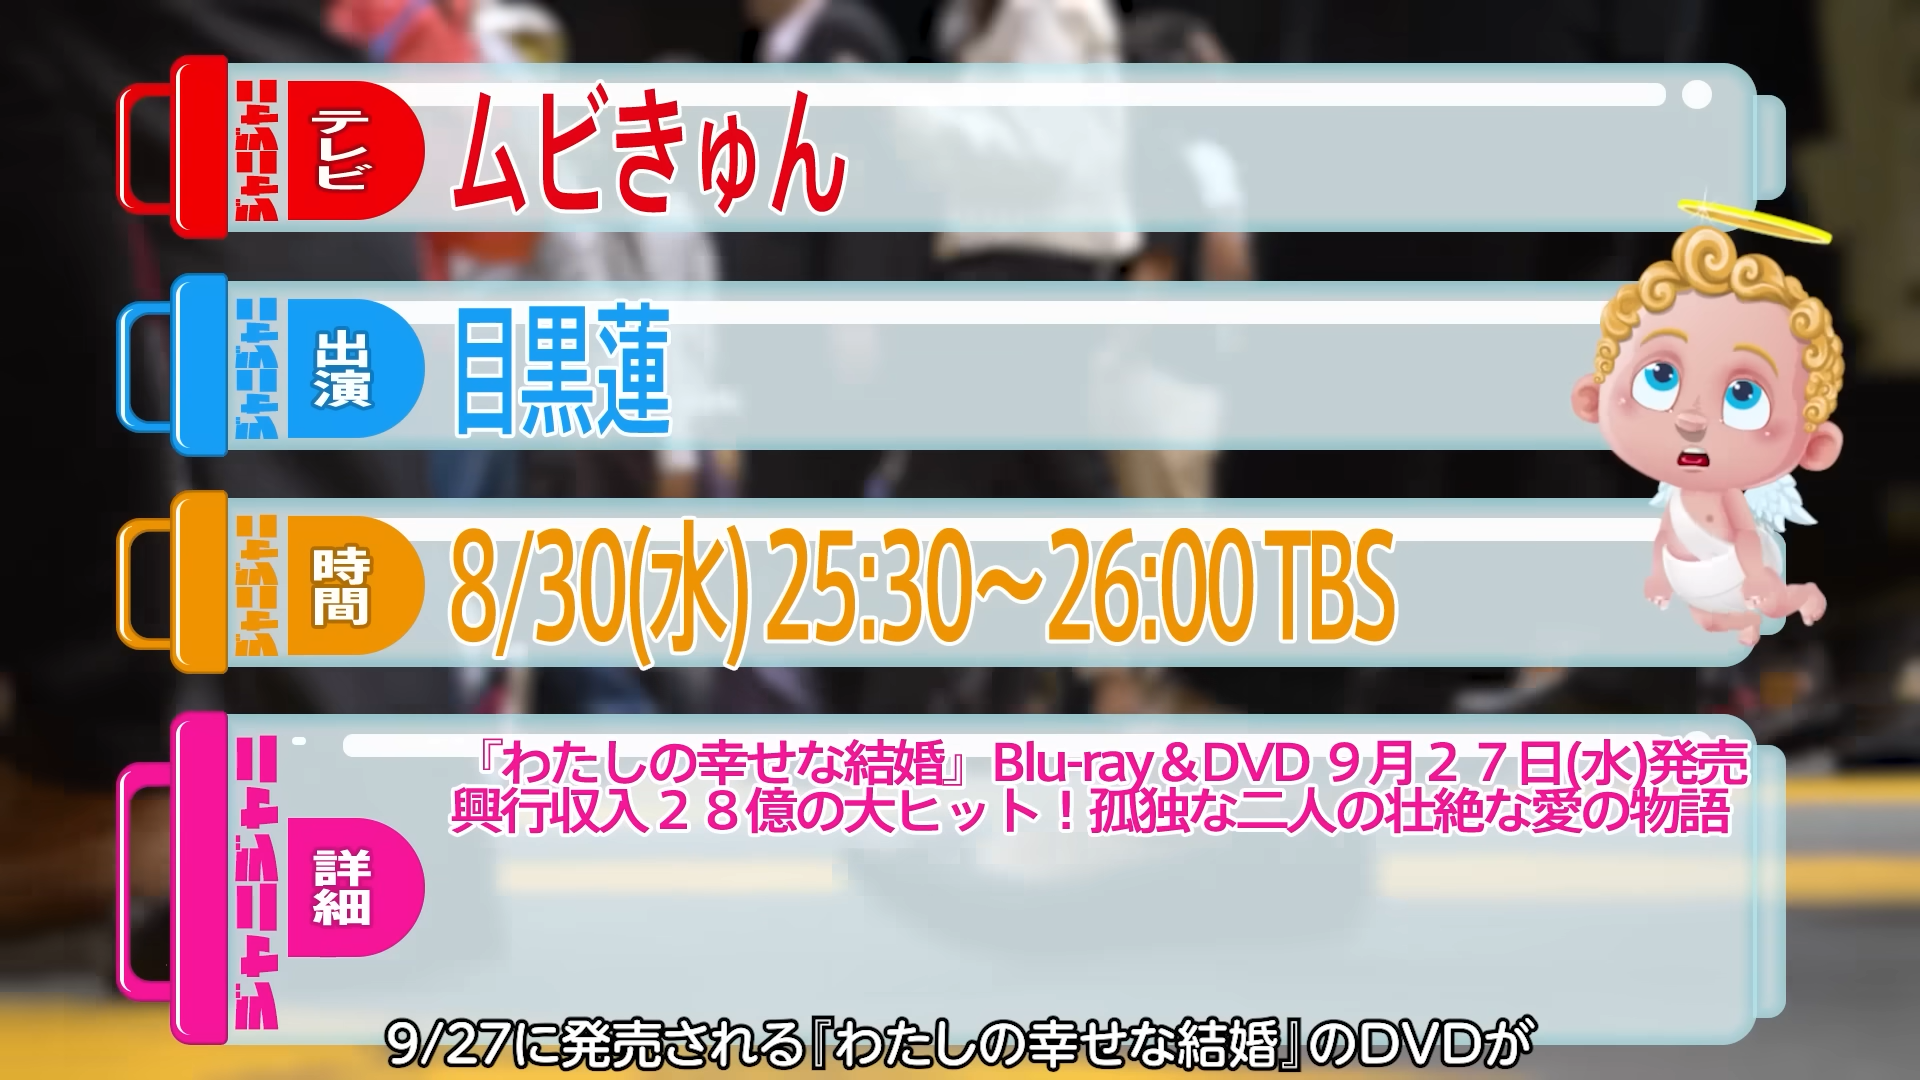 テレビ
ムビきゅん
出演
目黒蓮
時間
8/30(水) 25:30～26:00 TBS
詳細
『わたしの幸せな結婚』Blu-ray＆DVD ９月２７日(水)発売
興行収入２８億の大ヒット！孤独な二人の壮絶な愛の物語
9/27に発売される『わたしの幸せな結婚』のDVDが